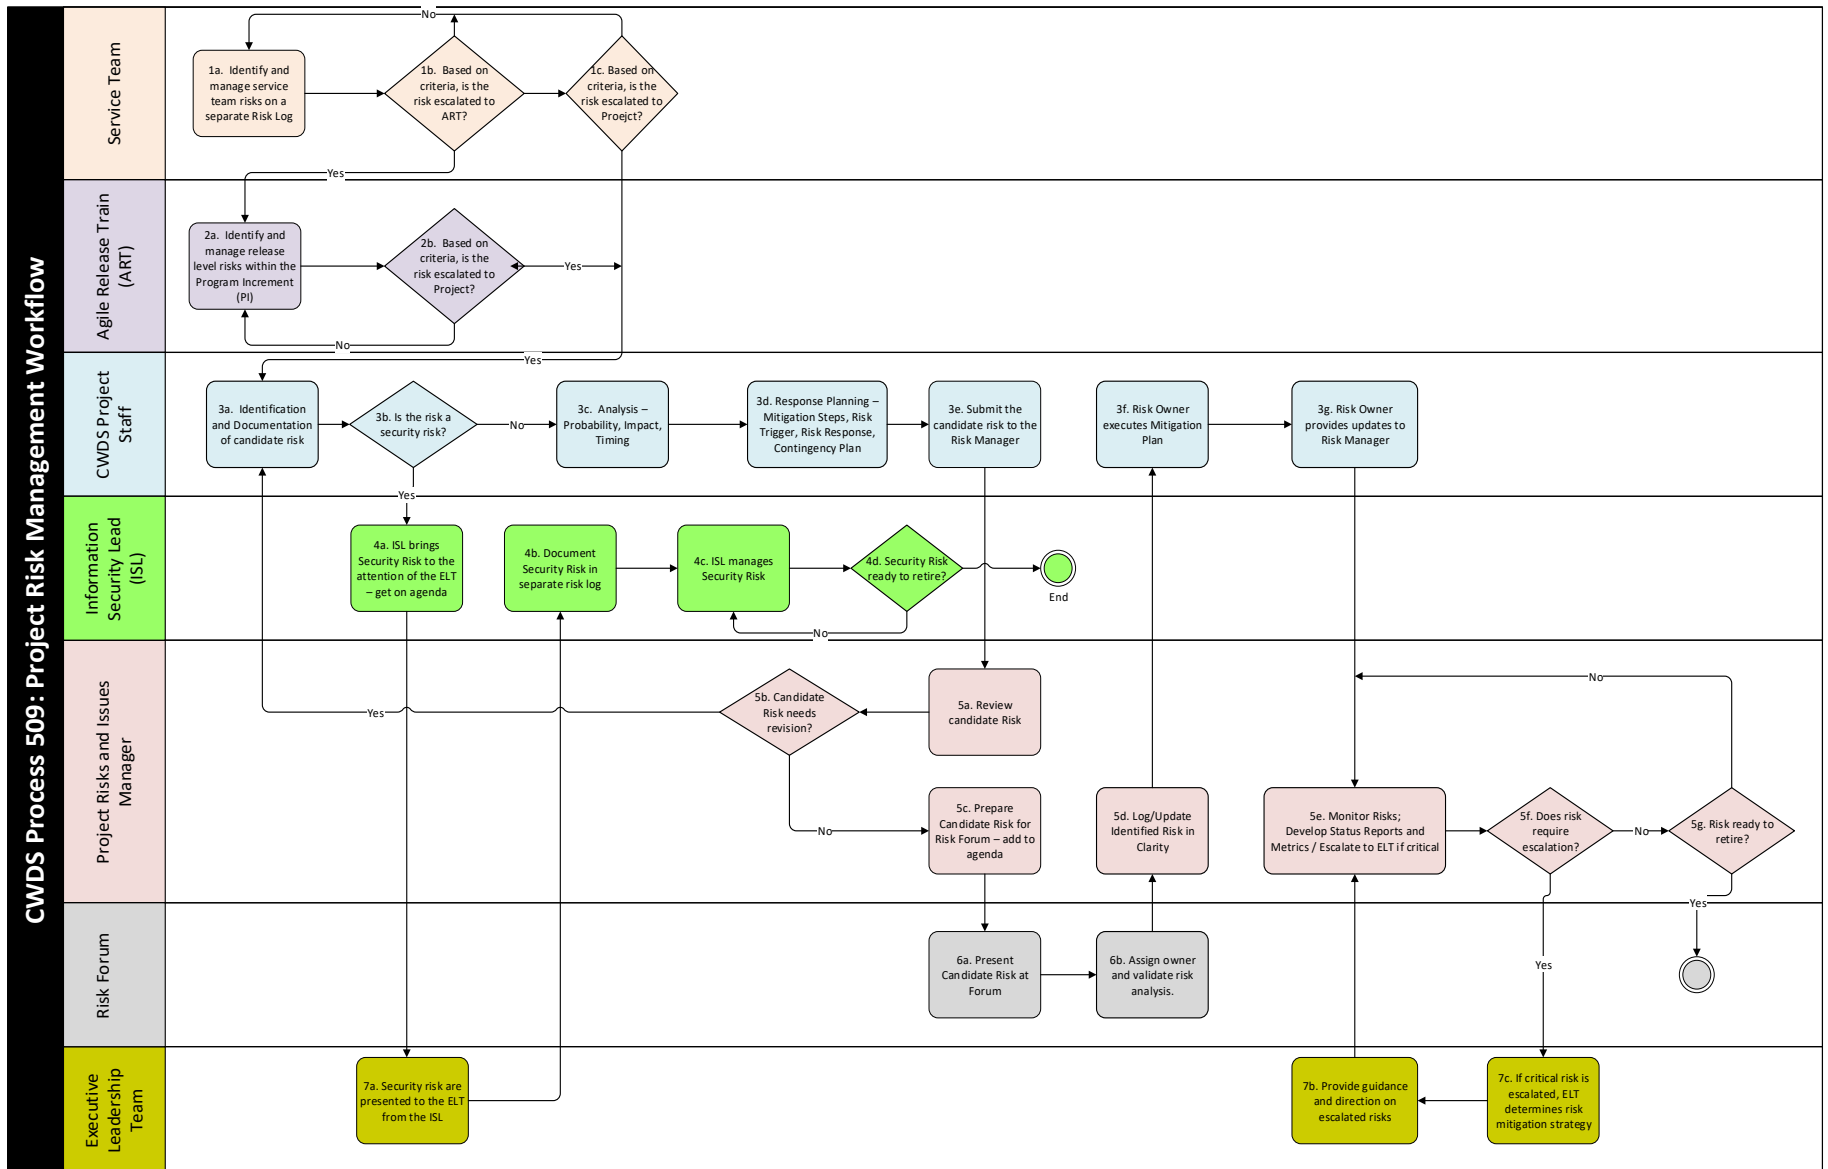 CWDS Process 509: Project Risk Management Workflow
Service Team
No
1a. Identify and
manage service
team risks on a
separate Risk Log
1b. Based on
criteria, is the
risk escalated to
ART?
1c. Based on
criteria, is the
risk escalated to
Proejct?
Yes
Agile Release Train
(ART)
2a. Identify and
manage release
level risks within the
Program Increment
(PI)
2b. Based on
criteria, is the
risk escalated to
Project?
Yes
No
Yes
CWDS Project
Staff
3a. Identification
and Documentation
of candidate risk
3b. Is the risk a
security risk?
No
3c. Analysis –
Probability, Impact,
Timing
3d. Response Planning –
Mitigation Steps, Risk
Trigger, Risk Response,
Contingency Plan
3e. Submit the
candidate risk to the
Risk Manager
3f. Risk Owner
executes Mitigation
Plan
3g. Risk Owner
provides updates to
Risk Manager
Yes
Information
Security Lead
(ISL)
4a. ISL brings
Security Risk to the
attention of the ELT
– get on agenda
4b. Document
Security Risk in
separate risk log
4c. ISL manages
Security Risk
4d. Security Risk
ready to retire?
End
No
Project Risks and Issues
Manager
5a. Review
candidate Risk
5b. Candidate
Risk needs
revision?
Yes
No
5c. Prepare
Candidate Risk for
Risk Forum – add to
agenda
5d. Log/Update
Identified Risk in
Clarity
5e. Monitor Risks;
Develop Status Reports and
Metrics / Escalate to ELT if critical
5f. Does risk
require
escalation?
No
5g. Risk ready to
retire?
No
Yes
Risk Forum
6a. Present
Candidate Risk at
Forum
6b. Assign owner
and validate risk
analysis.
Yes
Executive
Leadership
Team
7a. Security risk are
presented to the ELT
from the ISL
7b. Provide guidance
and direction on
escalated risks
7c. If critical risk is
escalated, ELT
determines risk
mitigation strategy